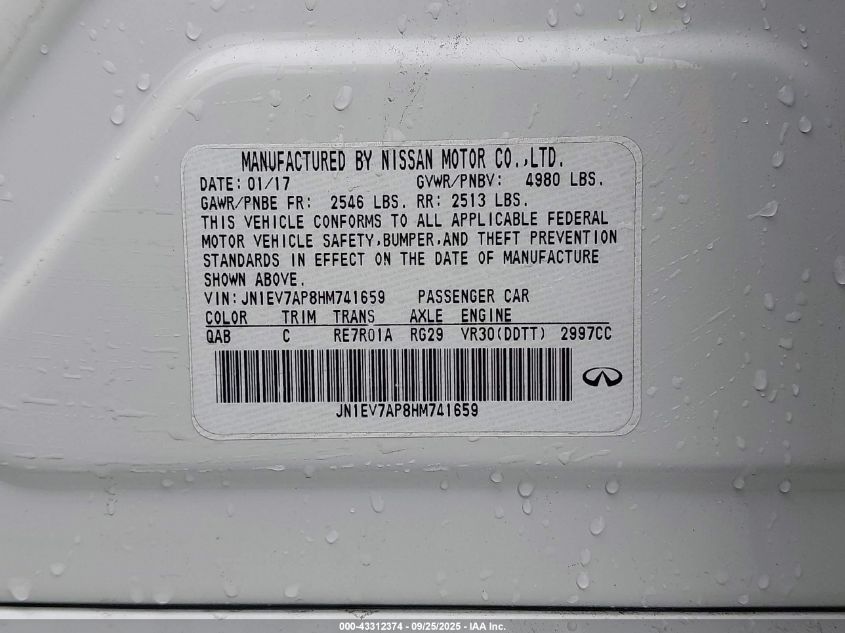 MANUFACTURED BY NISSAN MOTOR CO.,LTD.
DATE: 01/17 GVWR/PNBV: 4980 LBS.
GAWR/PNBE FR: 2546 LBS. RR: 2513 LBS.
THIS VEHICLE CONFORMS TO ALL APPLICABLE FEDERAL
MOTOR VEHICLE SAFETY,BUMPER,AND THEFT PREVENTION
STANDARDS IN EFFECT ON THE DATE OF MANUFACTURE
SHOWN ABOVE.
VIN:JN1EV7AP8HM741659 PASSENGER CAR
COLOR TRIM TRANS AXLE ENGINE
QAB C RE7R01A RG29 VR30(DDTT) 2997CC
JN1EV7AP8HM741659
000-43312374 - 09/25/2025 - IAA Inc.